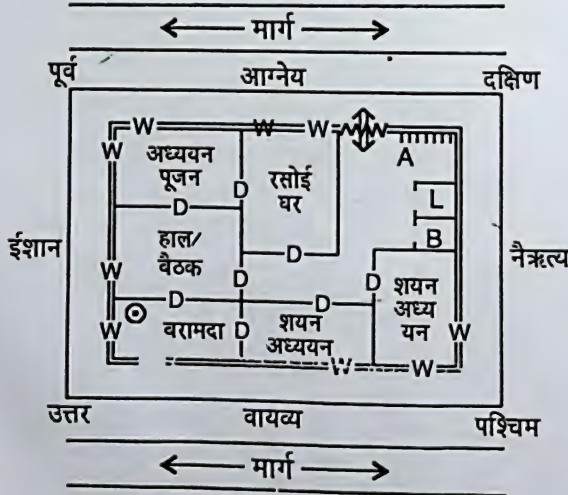 मार्ग
पूर्व आग्नेय दक्षिण
W W W W
W A
अध्ययन
पूजन
D रसोई
घर
L
D
B
ईशान हाल/
बैठक
D नैऋत्य
W D D शयन
अध्य
यन
D D
W वरामदा D शयन
अध्ययन
W
W W
उत्तर वायव्य पश्चिम
मार्ग